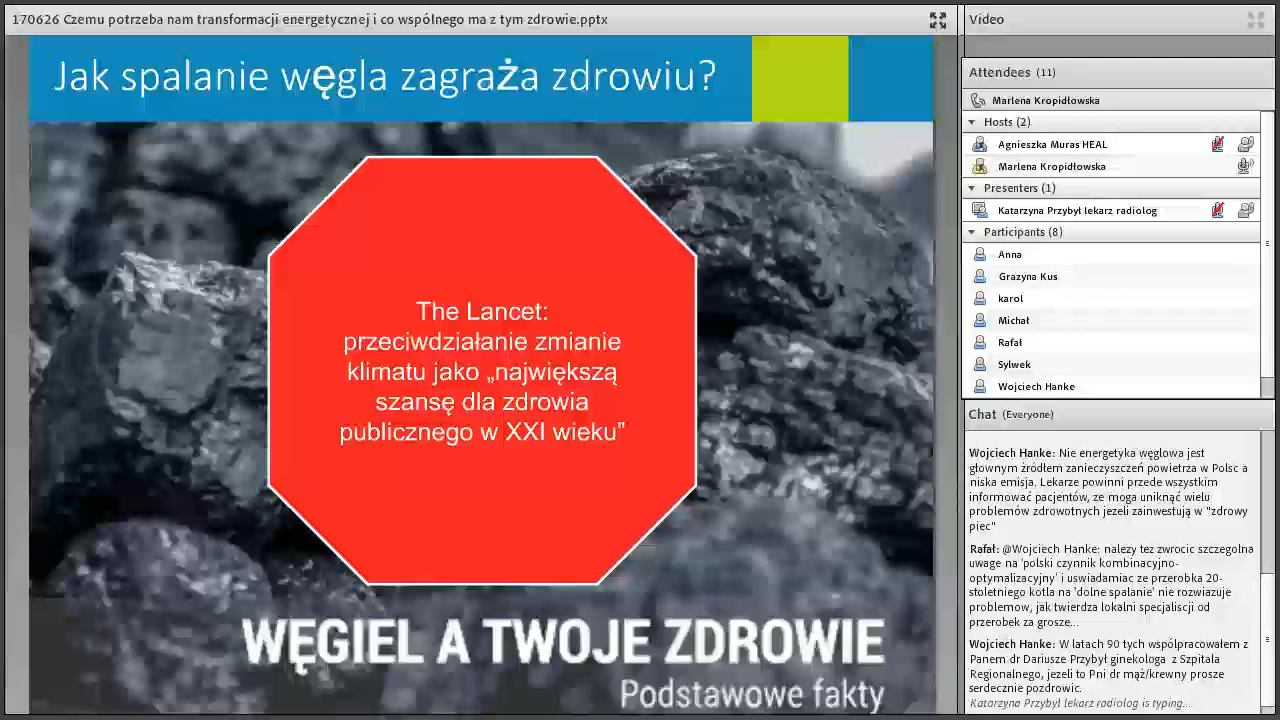 170626 Czemu potrzeba nam transformacji energetycznej i co wspólnego ma z tym zdrowie.pptx
Jak spalanie węgla zagraża zdrowiu?
The Lancet:
przeciwdziałanie zmianie
klimatu jako „największą
szansę dla zdrowia
publicznego w XXI wieku”
WĘGIEL A TWOJE ZDROWIE
Podstawowe fakty
Video
Attendees (11)
Marlena Kropidłowska
Hosts (2)
Agnieszka Muras HEAL
Marlena Kropidłowska
Presenters (1)
Katarzyna Przybył lekarz radiolog
Participants (8)
Anna
Grazyna Kus
karol
Michał
Rafał
Sylwek
Wojciech Hanke
Chat (Everyone)
Wojciech Hanke: Nie energetyka węglowa jest
głownym źródłem zanieczyszczeń powietrza w Polsc a
niska emisja. Lekarze powinni przede wszystkim
informować pacjentów, ze moga uniknąć wielu
problemów zdrowotnych jezeli zainwestują w "zdrowy
piec"
Rafał: @Wojciech Hanke: nalezy tez zwrocic szczegolna
uwage na 'polski czynnik kombinacyjno-
optymalizacyjny' i uswiadamiac ze przerobka 20-
stoletniego kotla na 'dolne spalanie' nie rozwiazuje
problemow, jak twierdza lokalni specjalisci od
przerobek za grosze...
Wojciech Hanke: W latach 90 tych współpracowałem z
Panem dr Dariusze Przybył ginekologa z Szpitala
Regionalnego, jezeli to Pni dr mąż/krewny prosze
serdecznie pozdrowic.
Katarzyna Przybył lekarz radiolog is typing...